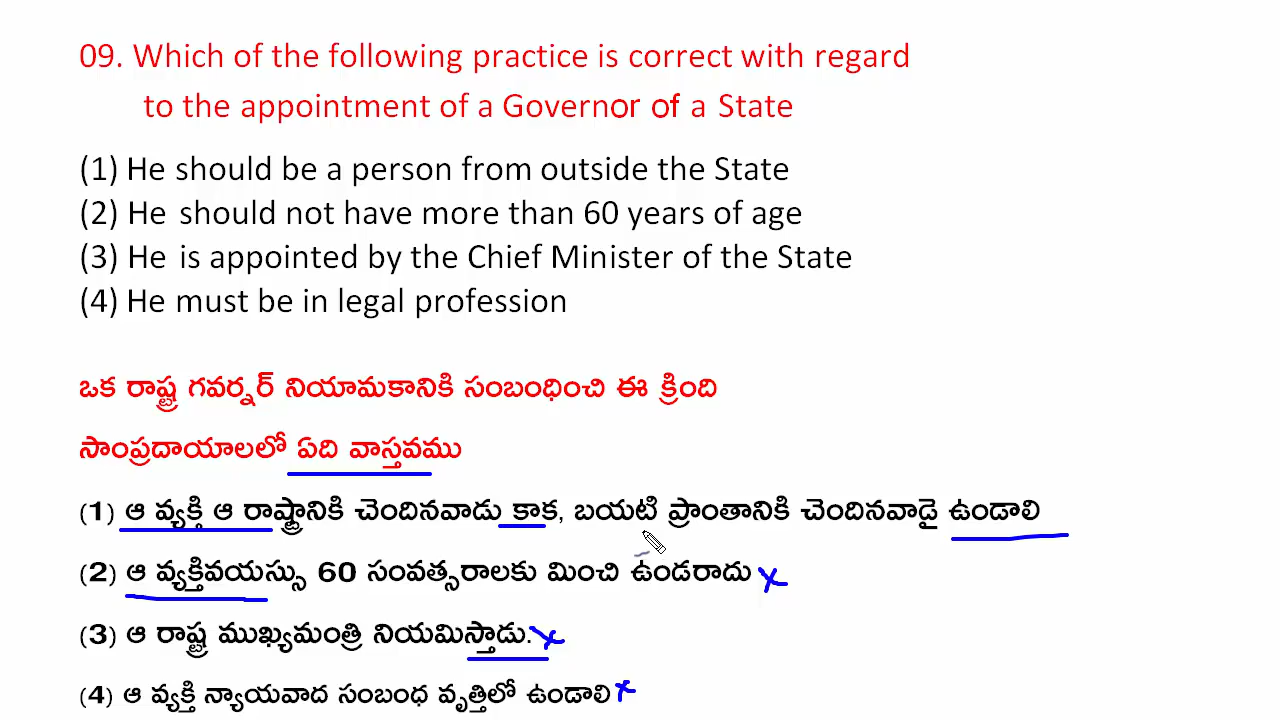 09. Which of the following practice is correct with regard
to the appointment of a Governor of a State
(1) He should be a person from outside the State
(2) He should not have more than 60 years of age
(3) He is appointed by the Chief Minister of the State
(4) He must be in legal profession
ఒక రాష్ట్ర గవర్నర్ నియామకానికి సంబంధించి ఈ క్రింది
సాంప్రదాయాలలో ఏది వాస్తవము
(1) ఆ వ్యక్తి ఆ రాష్ట్రానికి చెందినవాడు కాక, బయటి ప్రాంతానికి చెందినవాడై ఉండాలి
(2) ఆ వ్యక్తివయస్సు 60 సంవత్సరాలకు మించి ఉండరాదు
(3) ఆ రాష్ట్ర ముఖ్యమంత్రి నియమిస్తాడు.
(4) ఆ వ్యక్తి న్యాయవాద సంబంధ వృత్తిలో ఉండాలి